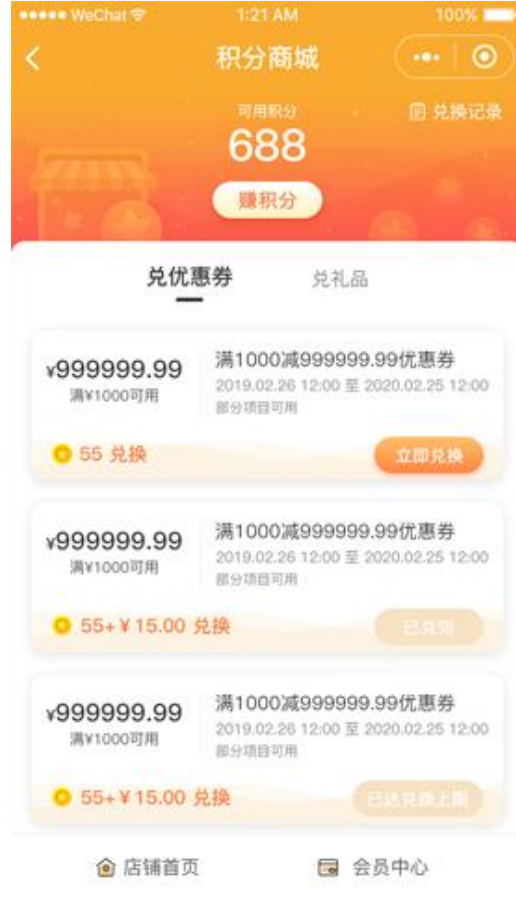 WeChat 1:21 AM 100%
积分商城
可用积分 兑换记录
688
赚积分
兑优惠券 兑礼品
¥999999.99 满1000减999999.99优惠券
满¥1000可用 2019.02.26 12:00 至 2020.02.25 12:00
部分项目可用
55 兑换 立即兑换
¥999999.99 满1000减999999.99优惠券
满¥1000可用 2019.02.26 12:00 至 2020.02.25 12:00
部分项目可用
55+¥15.00 兑换 已兑完
¥999999.99 满1000减999999.99优惠券
满¥1000可用 2019.02.26 12:00 至 2020.02.25 12:00
部分项目可用
55+¥15.00 兑换 已达兑换上限
店铺首页 会员中心